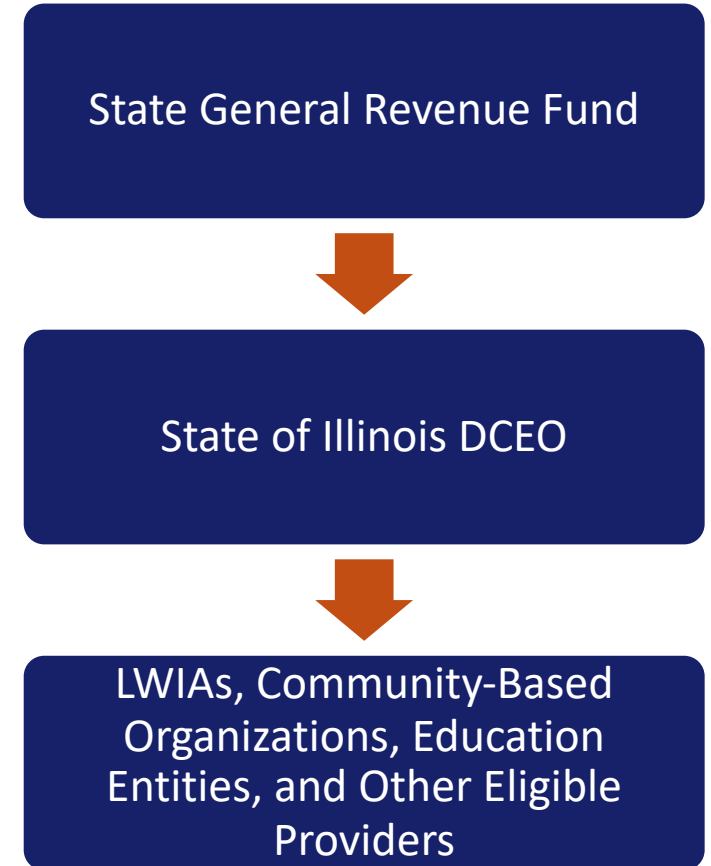 State General Revenue Fund
State of Illinois DCEO
LWIAs, Community-Based
Organizations, Education
Entities, and Other Eligible
Providers